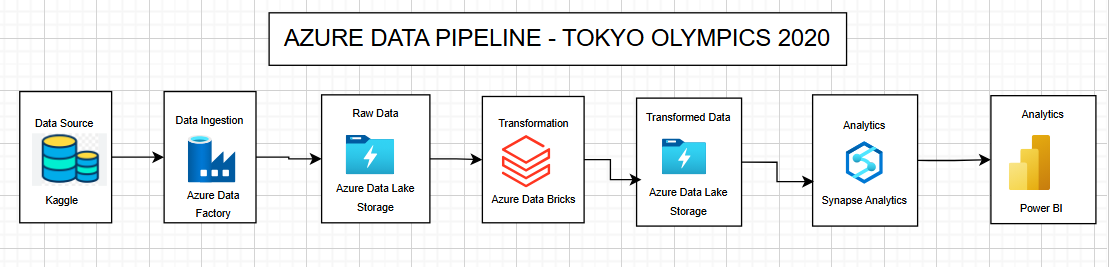 AZURE DATA PIPELINE - TOKYO OLYMPICS 2020
Data Source
Kaggle
Data Ingestion
Azure Data
Factory
Raw Data
Azure Data Lake
Storage
Transformation
Azure Data Bricks
Transformed Data
Azure Data Lake
Storage
Analytics
Synapse Analytics
Analytics
Power BI